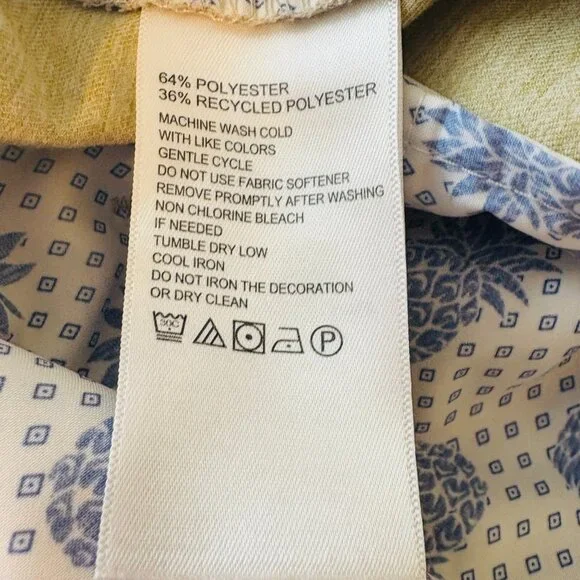 64% POLYESTER
36% RECYCLED POLYESTER
MACHINE WASH COLD
WITH LIKE COLORS
GENTLE CYCLE
DO NOT USE FABRIC SOFTENER
REMOVE PROMPTLY AFTER WASHING
NON CHLORINE BLEACH
IF NEEDED
TUMBLE DRY LOW
COOL IRON
DO NOT IRON THE DECORATION
OR DRY CLEAN
30C P